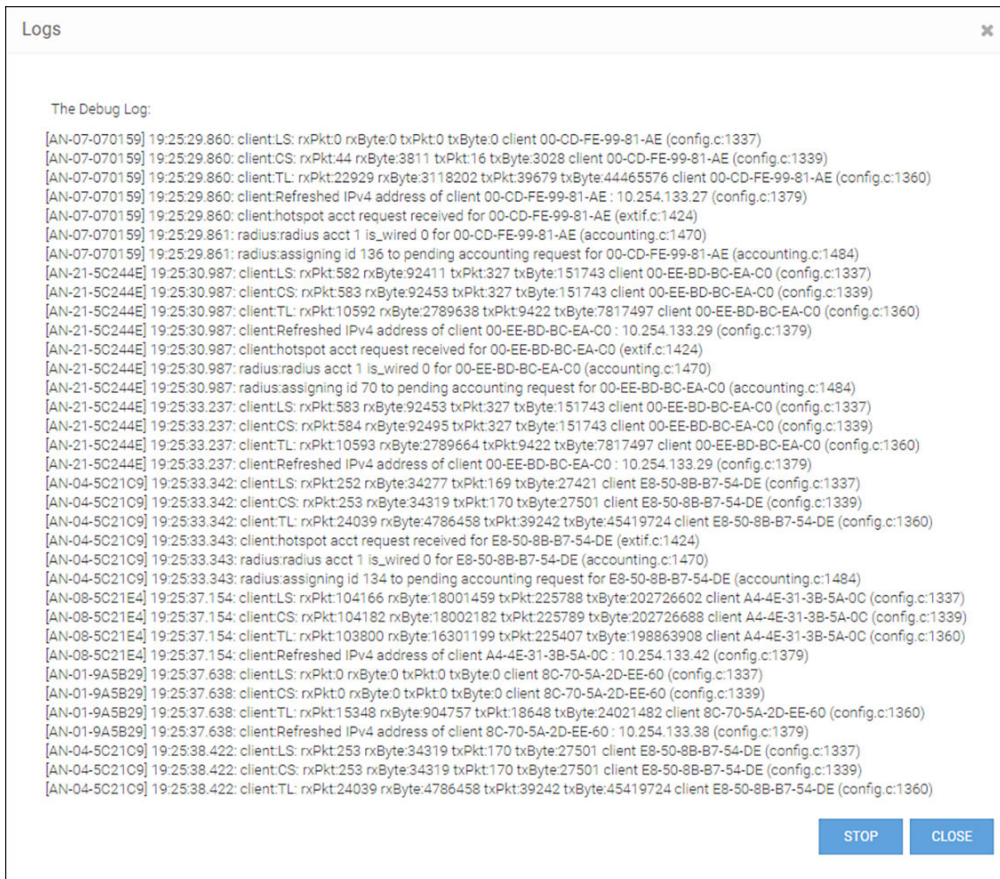 Logs
The Debug Log:
[AN-07-070159] 19:25:29.860: client:LS: rxPkt:0 rxByte:0 txPkt:0 txByte:0 client 00-CD-FE-99-81-AE (config.c:1337)
[AN-07-070159] 19:25:29.860: client:CS: rxPkt:44 rxByte:3811 txPkt:16 txByte:3028 client 00-CD-FE-99-81-AE (config.c:1339)
[AN-07-070159] 19:25:29.860: client:TL: rxPkt:22929 rxByte:3118202 txPkt:39679 txByte:44465576 client 00-CD-FE-99-81-AE (config.c:1360)
[AN-07-070159] 19:25:29.860: client:Refreshed IPv4 address of client 00-CD-FE-99-81-AE : 10.254.133.27 (config.c:1379)
[AN-07-070159] 19:25:29.860: client:hotspot acct request received for 00-CD-FE-99-81-AE (extif.c:1424)
[AN-07-070159] 19:25:29.861: radius:radius acct 1 is_wired 0 for 00-CD-FE-99-81-AE (accounting.c:1470)
[AN-07-070159] 19:25:29.861: radius:assigning id 136 to pending accounting request for 00-CD-FE-99-81-AE (accounting.c:1484)
[AN-21-5C244E] 19:25:30.987: client:LS: rxPkt:582 rxByte:92411 txPkt:327 txByte:151743 client 00-EE-BD-BC-EA-C0 (config.c:1337)
[AN-21-5C244E] 19:25:30.987: client:CS: rxPkt:583 rxByte:92453 txPkt:327 txByte:151743 client 00-EE-BD-BC-EA-C0 (config.c:1339)
[AN-21-5C244E] 19:25:30.987: client:TL: rxPkt:10592 rxByte:2789638 txPkt:9422 txByte:7817497 client 00-EE-BD-BC-EA-C0 (config.c:1360)
[AN-21-5C244E] 19:25:30.987: client:Refreshed IPv4 address of client 00-EE-BD-BC-EA-C0 : 10.254.133.29 (config.c:1379)
[AN-21-5C244E] 19:25:30.987: client:hotspot acct request received for 00-EE-BD-BC-EA-C0 (extif.c:1424)
[AN-21-5C244E] 19:25:30.987: radius:radius acct 1 is_wired 0 for 00-EE-BD-BC-EA-C0 (accounting.c:1470)
[AN-21-5C244E] 19:25:30.987: radius:assigning id 70 to pending accounting request for 00-EE-BD-BC-EA-C0 (accounting.c:1484)
[AN-21-5C244E] 19:25:33.237: client:LS: rxPkt:583 rxByte:92453 txPkt:327 txByte:151743 client 00-EE-BD-BC-EA-C0 (config.c:1337)
[AN-21-5C244E] 19:25:33.237: client:CS: rxPkt:584 rxByte:92495 txPkt:327 txByte:151743 client 00-EE-BD-BC-EA-C0 (config.c:1339)
[AN-21-5C244E] 19:25:33.237: client:TL: rxPkt:10593 rxByte:2789664 txPkt:9422 txByte:7817497 client 00-EE-BD-BC-EA-C0 (config.c:1360)
[AN-21-5C244E] 19:25:33.237: client:Refreshed IPv4 address of client 00-EE-BD-BC-EA-C0 : 10.254.133.29 (config.c:1379)
[AN-04-5C21C9] 19:25:33.342: client:LS: rxPkt:252 rxByte:34277 txPkt:169 txByte:27421 client E8-50-8B-B7-54-DE (config.c:1337)
[AN-04-5C21C9] 19:25:33.342: client:CS: rxPkt:253 rxByte:34319 txPkt:170 txByte:27501 client E8-50-8B-B7-54-DE (config.c:1339)
[AN-04-5C21C9] 19:25:33.342: client:TL: rxPkt:24039 rxByte:4786458 txPkt:39242 txByte:45419724 client E8-50-8B-B7-54-DE (config.c:1360)
[AN-04-5C21C9] 19:25:33.343: client:hotspot acct request received for E8-50-8B-B7-54-DE (extif.c:1424)
[AN-04-5C21C9] 19:25:33.343: radius:radius acct 1 is_wired 0 for E8-50-8B-B7-54-DE (accounting.c:1470)
[AN-04-5C21C9] 19:25:33.343: radius:assigning id 134 to pending accounting request for E8-50-8B-B7-54-DE (accounting.c:1484)
[AN-08-5C21E4] 19:25:37.154: client:LS: rxPkt:104166 rxByte:18001459 txPkt:225788 txByte:202726602 client A4-4E-31-3B-5A-0C (config.c:1337)
[AN-08-5C21E4] 19:25:37.154: client:CS: rxPkt:104182 rxByte:18002182 txPkt:225789 txByte:202726688 client A4-4E-31-3B-5A-0C (config.c:1339)
[AN-08-5C21E4] 19:25:37.154: client:TL: rxPkt:103800 rxByte:16301199 txPkt:225407 txByte:198863908 client A4-4E-31-3B-5A-0C (config.c:1360)
[AN-08-5C21E4] 19:25:37.154: client:Refreshed IPv4 address of client A4-4E-31-3B-5A-0C : 10.254.133.42 (config.c:1379)
[AN-01-9A5B29] 19:25:37.638: client:LS: rxPkt:0 rxByte:0 txPkt:0 txByte:0 client 8C-70-5A-2D-EE-60 (config.c:1337)
[AN-01-9A5B29] 19:25:37.638: client:CS: rxPkt:0 rxByte:0 txPkt:0 txByte:0 client 8C-70-5A-2D-EE-60 (config.c:1339)
[AN-01-9A5B29] 19:25:37.638: client:TL: rxPkt:15348 rxByte:904757 txPkt:18648 txByte:24021482 client 8C-70-5A-2D-EE-60 (config.c:1360)
[AN-01-9A5B29] 19:25:37.638: client:Refreshed IPv4 address of client 8C-70-5A-2D-EE-60 : 10.254.133.38 (config.c:1379)
[AN-04-5C21C9] 19:25:38.422: client:LS: rxPkt:253 rxByte:34319 txPkt:170 txByte:27501 client E8-50-8B-B7-54-DE (config.c:1337)
[AN-04-5C21C9] 19:25:38.422: client:CS: rxPkt:253 rxByte:34319 txPkt:170 txByte:27501 client E8-50-8B-B7-54-DE (config.c:1339)
[AN-04-5C21C9] 19:25:38.422: client:TL: rxPkt:24039 rxByte:4786458 txPkt:39242 txByte:45419724 client E8-50-8B-B7-54-DE (config.c:1360)
STOP CLOSE